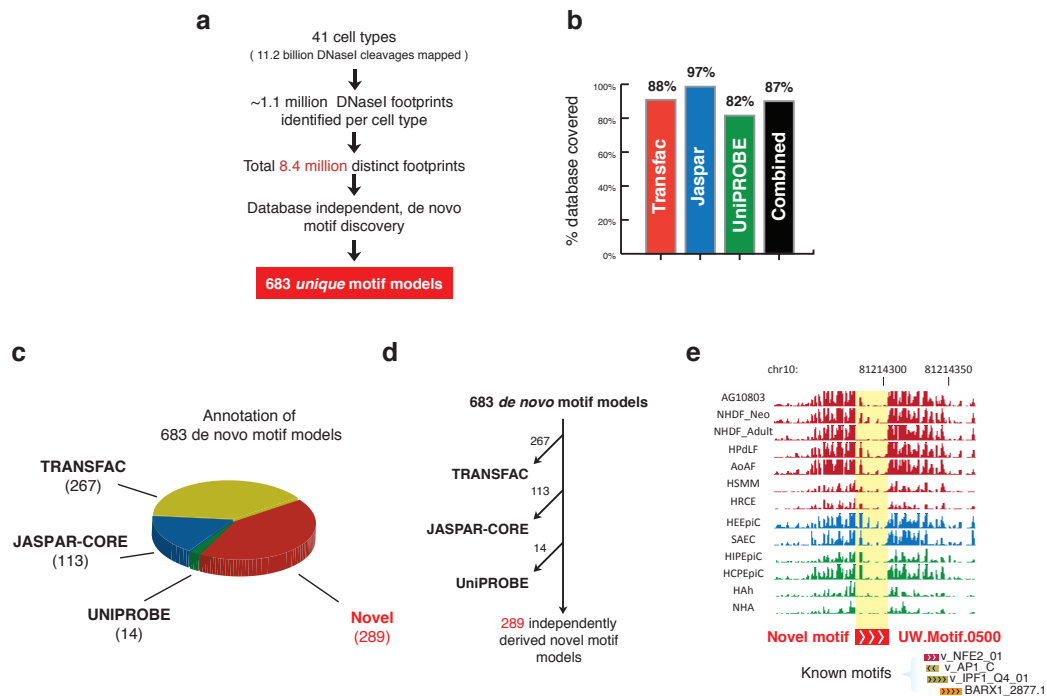 a
41 cell types
( 11.2 billion DNaseI cleavages mapped )
~1.1 million DNaseI footprints
identified per cell type
Total 8.4 million distinct footprints
Database independent, de novo
motif discovery
683 unique motif models
b
% database covered
100%
80%
60%
40%
20%
0%
88%
97%
82%
87%
Transfac
Jaspar
UniPROBE
Combined
c
Annotation of
683 de novo motif models
TRANSFAC
(267)
JASPAR-CORE
(113)
UNIPROBE
(14)
Novel
(289)
d
683 de novo motif models
267
TRANSFAC
113
JASPAR-CORE
14
UniPROBE
289 independently
derived novel motif
models
e
chr10: 81214300 81214350
AG10803
NHDF_Neo
NHDF_Adult
HPdLF
AoAF
HSMM
HRCE
HEEpiC
SAEC
HIPEpiC
HCPEpiC
HAh
NHA
Novel motif UW.Motif.0500
Known motifs
v_NFE2_01
v_AP1_C
v_IPF1_Q4_01
BARX1_2877.1